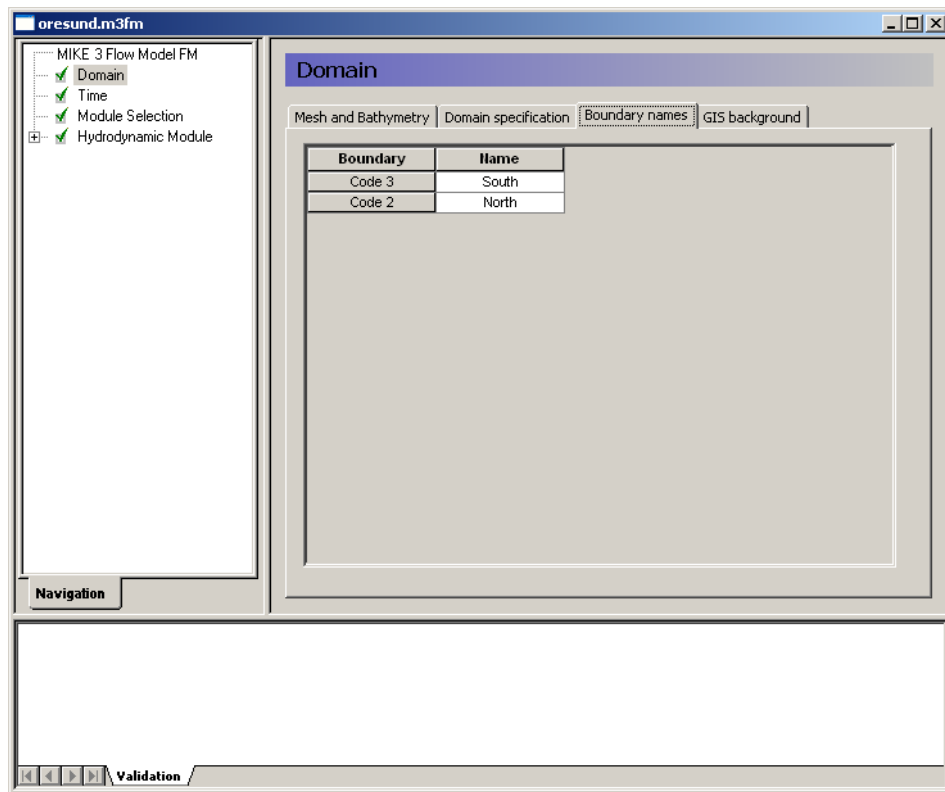 oresund.m3fm
MIKE 3 Flow Model FM
Domain
Time
Module Selection
Hydrodynamic Module
Navigation
Domain
Mesh and Bathymetry
Domain specification
Boundary names
GIS background
Boundary Name
Code 3 South
Code 2 North
Validation